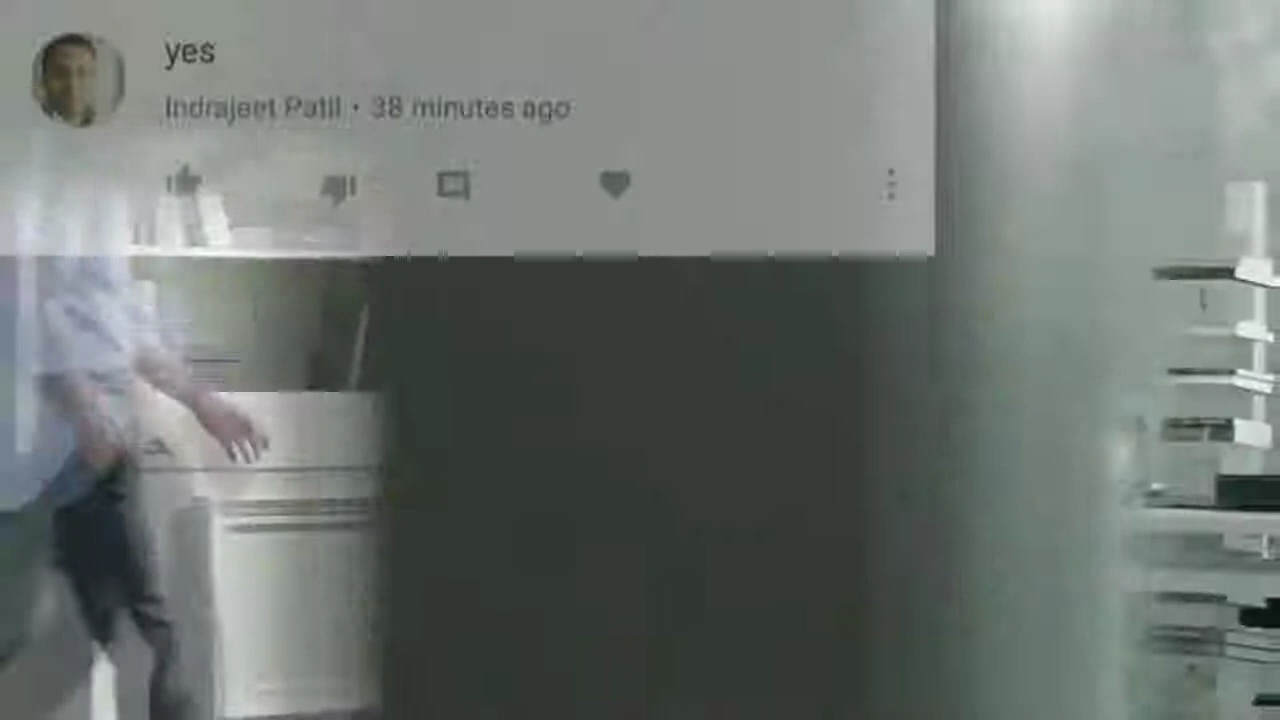 yes
Indrajeet Patil • 38 minutes ago